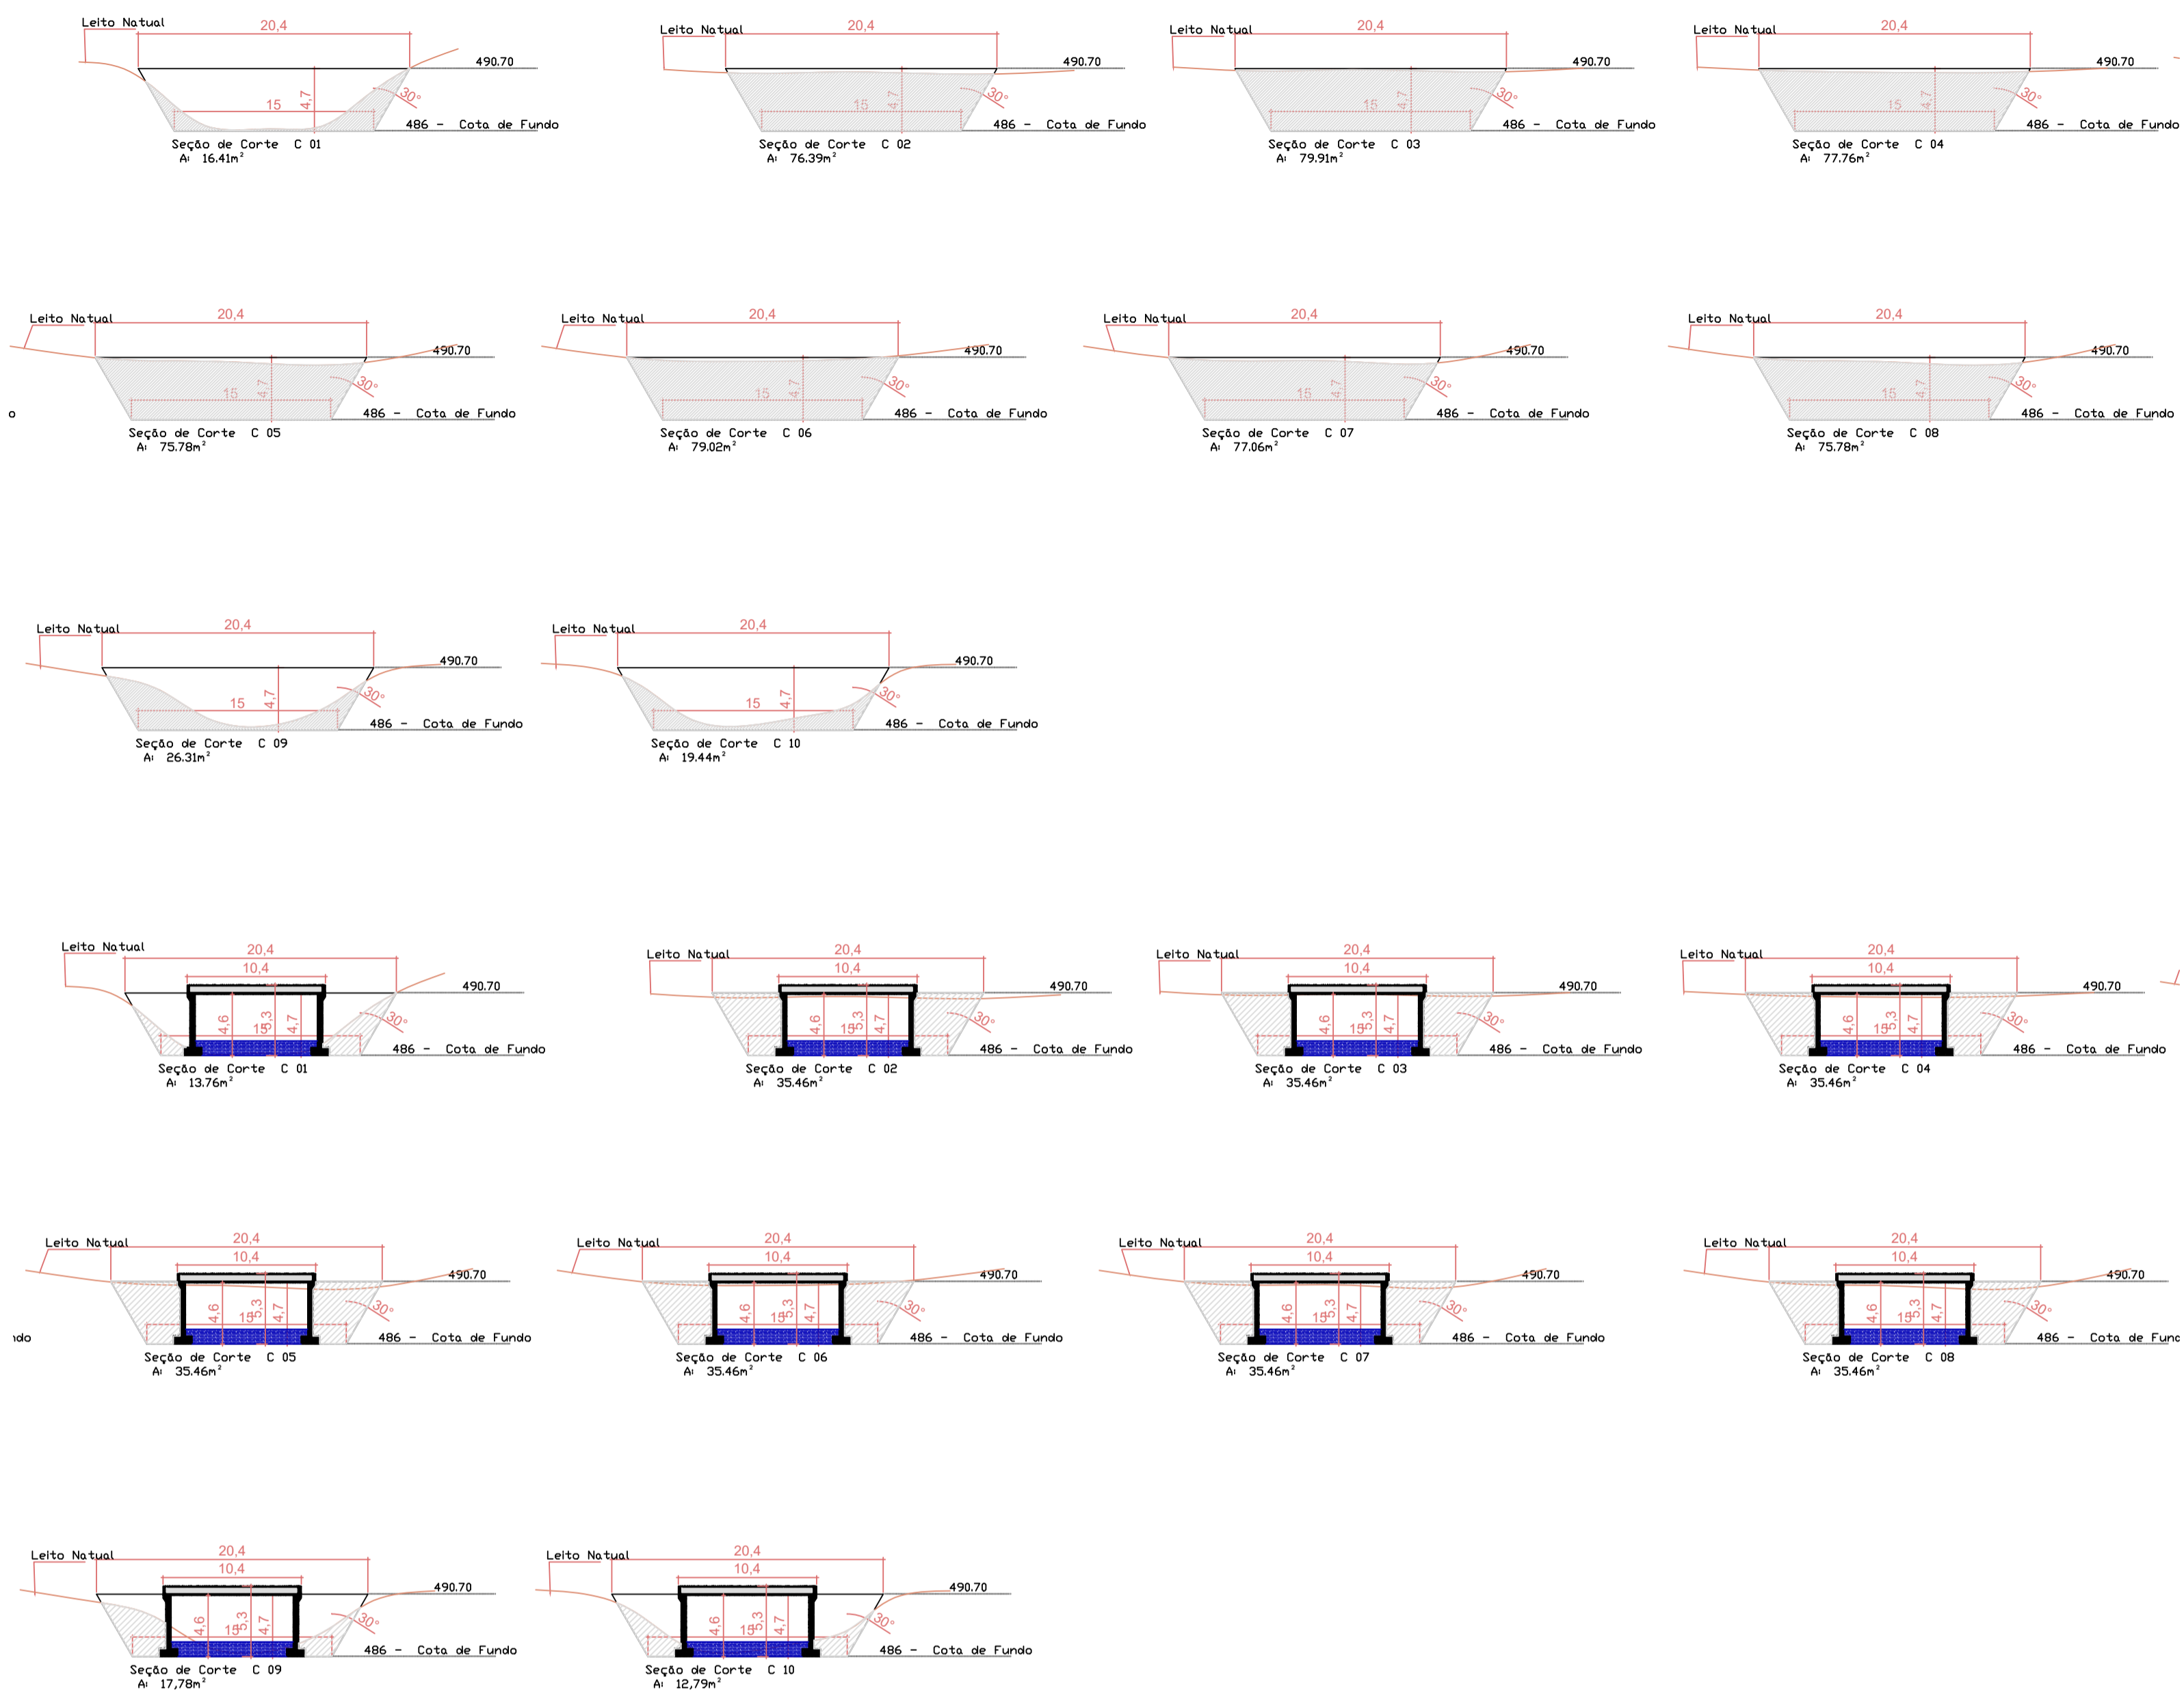 Leito Natual
20,4
490.70
15
4,7
30°
486 - Cota de Fundo
Seção de Corte C 01
A: 16.41m²
Leito Natual
20,4
490.70
15
4,7
30°
486 - Cota de Fundo
Seção de Corte C 02
A: 76.39m²
Leito Natual
20,4
490.70
15
4,7
30°
486 - Cota de Fundo
Seção de Corte C 03
A: 79.91m²
Leito Natual
20,4
490.70
15
4,7
30°
486 - Cota de Fundo
Seção de Corte C 04
A: 77.76m²
o
Leito Natual
20,4
490.70
15
4,7
30°
486 - Cota de Fundo
Seção de Corte C 05
A: 75.78m²
Leito Natual
20,4
490.70
15
4,7
30°
486 - Cota de Fundo
Seção de Corte C 06
A: 79.02m²
Leito Natual
20,4
490.70
15
4,7
30°
486 - Cota de Fundo
Seção de Corte C 07
A: 77.06m²
Leito Natual
20,4
490.70
15
4,7
30°
486 - Cota de Fundo
Seção de Corte C 08
A: 75.78m²
Leito Natual
20,4
490.70
15
4,7
30°
486 - Cota de Fundo
Seção de Corte C 09
A: 26.31m²
Leito Natual
20,4
490.70
15
4,7
30°
486 - Cota de Fundo
Seção de Corte C 10
A: 19.44m²
Leito Natual
20,4
10,4
490.70
4,6
15
5,3
4,7
30°
486 - Cota de Fundo
Seção de Corte C 01
A: 13.76m²
Leito Natual
20,4
10,4
490.70
4,6
15
5,3
4,7
30°
486 - Cota de Fundo
Seção de Corte C 02
A: 35.46m²
Leito Natual
20,4
10,4
490.70
4,6
15
5,3
4,7
30°
486 - Cota de Fundo
Seção de Corte C 03
A: 35.46m²
Leito Natual
20,4
10,4
490.70
4,6
15
5,3
4,7
30°
486 - Cota de Fundo
Seção de Corte C 04
A: 35.46m²
ndo
Leito Natual
20,4
10,4
490.70
4,6
15
5,3
4,7
30°
486 - Cota de Fundo
Seção de Corte C 05
A: 35.46m²
Leito Natual
20,4
10,4
490.70
4,6
15
5,3
4,7
30°
486 - Cota de Fundo
Seção de Corte C 06
A: 35.46m²
Leito Natual
20,4
10,4
490.70
4,6
15
5,3
4,7
30°
486 - Cota de Fundo
Seção de Corte C 07
A: 35.46m²
Leito Natual
20,4
10,4
490.70
4,6
15
5,3
4,7
30°
486 - Cota de Func
Seção de Corte C 08
A: 35.46m²
Leito Natual
20,4
10,4
490.70
4,6
15
5,3
4,7
30°
486 - Cota de Fundo
Seção de Corte C 09
A: 17,78m²
Leito Natual
20,4
10,4
490.70
4,6
15
5,3
4,7
30°
486 - Cota de Fundo
Seção de Corte C 10
A: 12,79m²